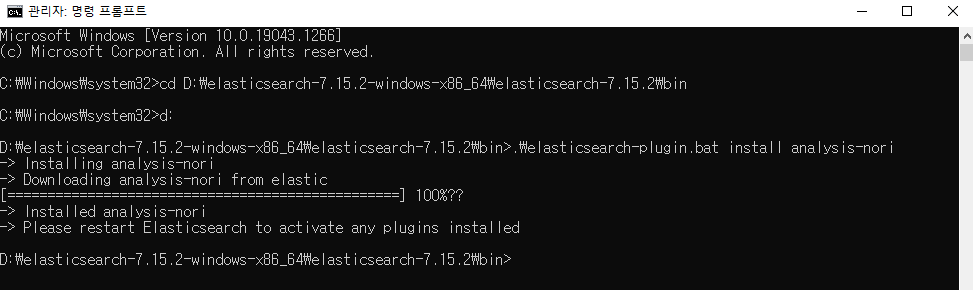 관리자: 명령 프롬프트
Microsoft Windows [Version 10.0.19043.1266]
(c) Microsoft Corporation. All rights reserved.
C:₩Windows₩system32>cd D:₩elasticsearch-7.15.2-windows-x86_64₩elasticsearch-7.15.2₩bin
C:₩Windows₩system32>d:
D:₩elasticsearch-7.15.2-windows-x86_64₩elasticsearch-7.15.2₩bin>.₩elasticsearch-plugin.bat install analysis-nori
-> Installing analysis-nori
-> Downloading analysis-nori from elastic
[=================================================] 100%??
-> Installed analysis-nori
-> Please restart Elasticsearch to activate any plugins installed
D:₩elasticsearch-7.15.2-windows-x86_64₩elasticsearch-7.15.2₩bin>